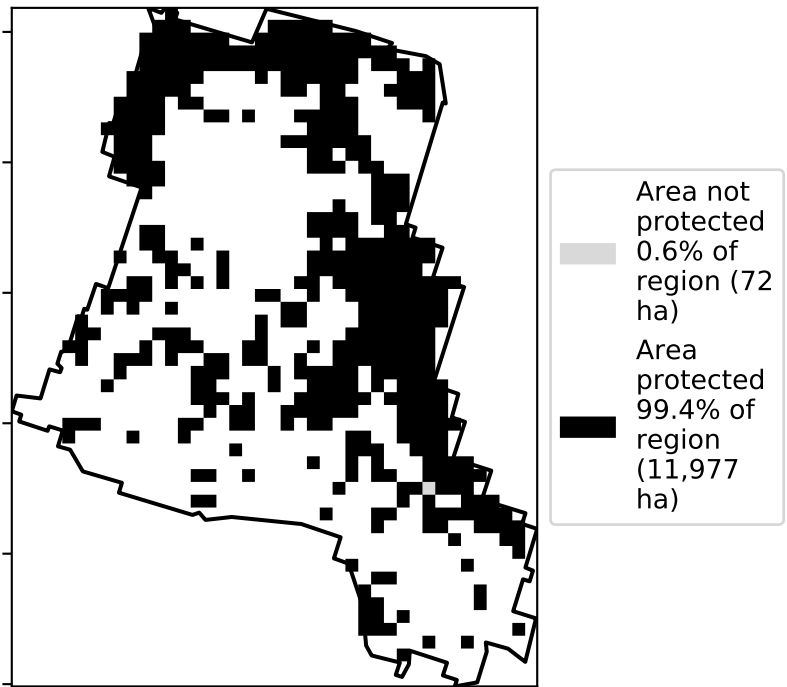 Area not
protected
0.6% of
region (72
ha)
Area
protected
99.4% of
region
(11,977
ha)